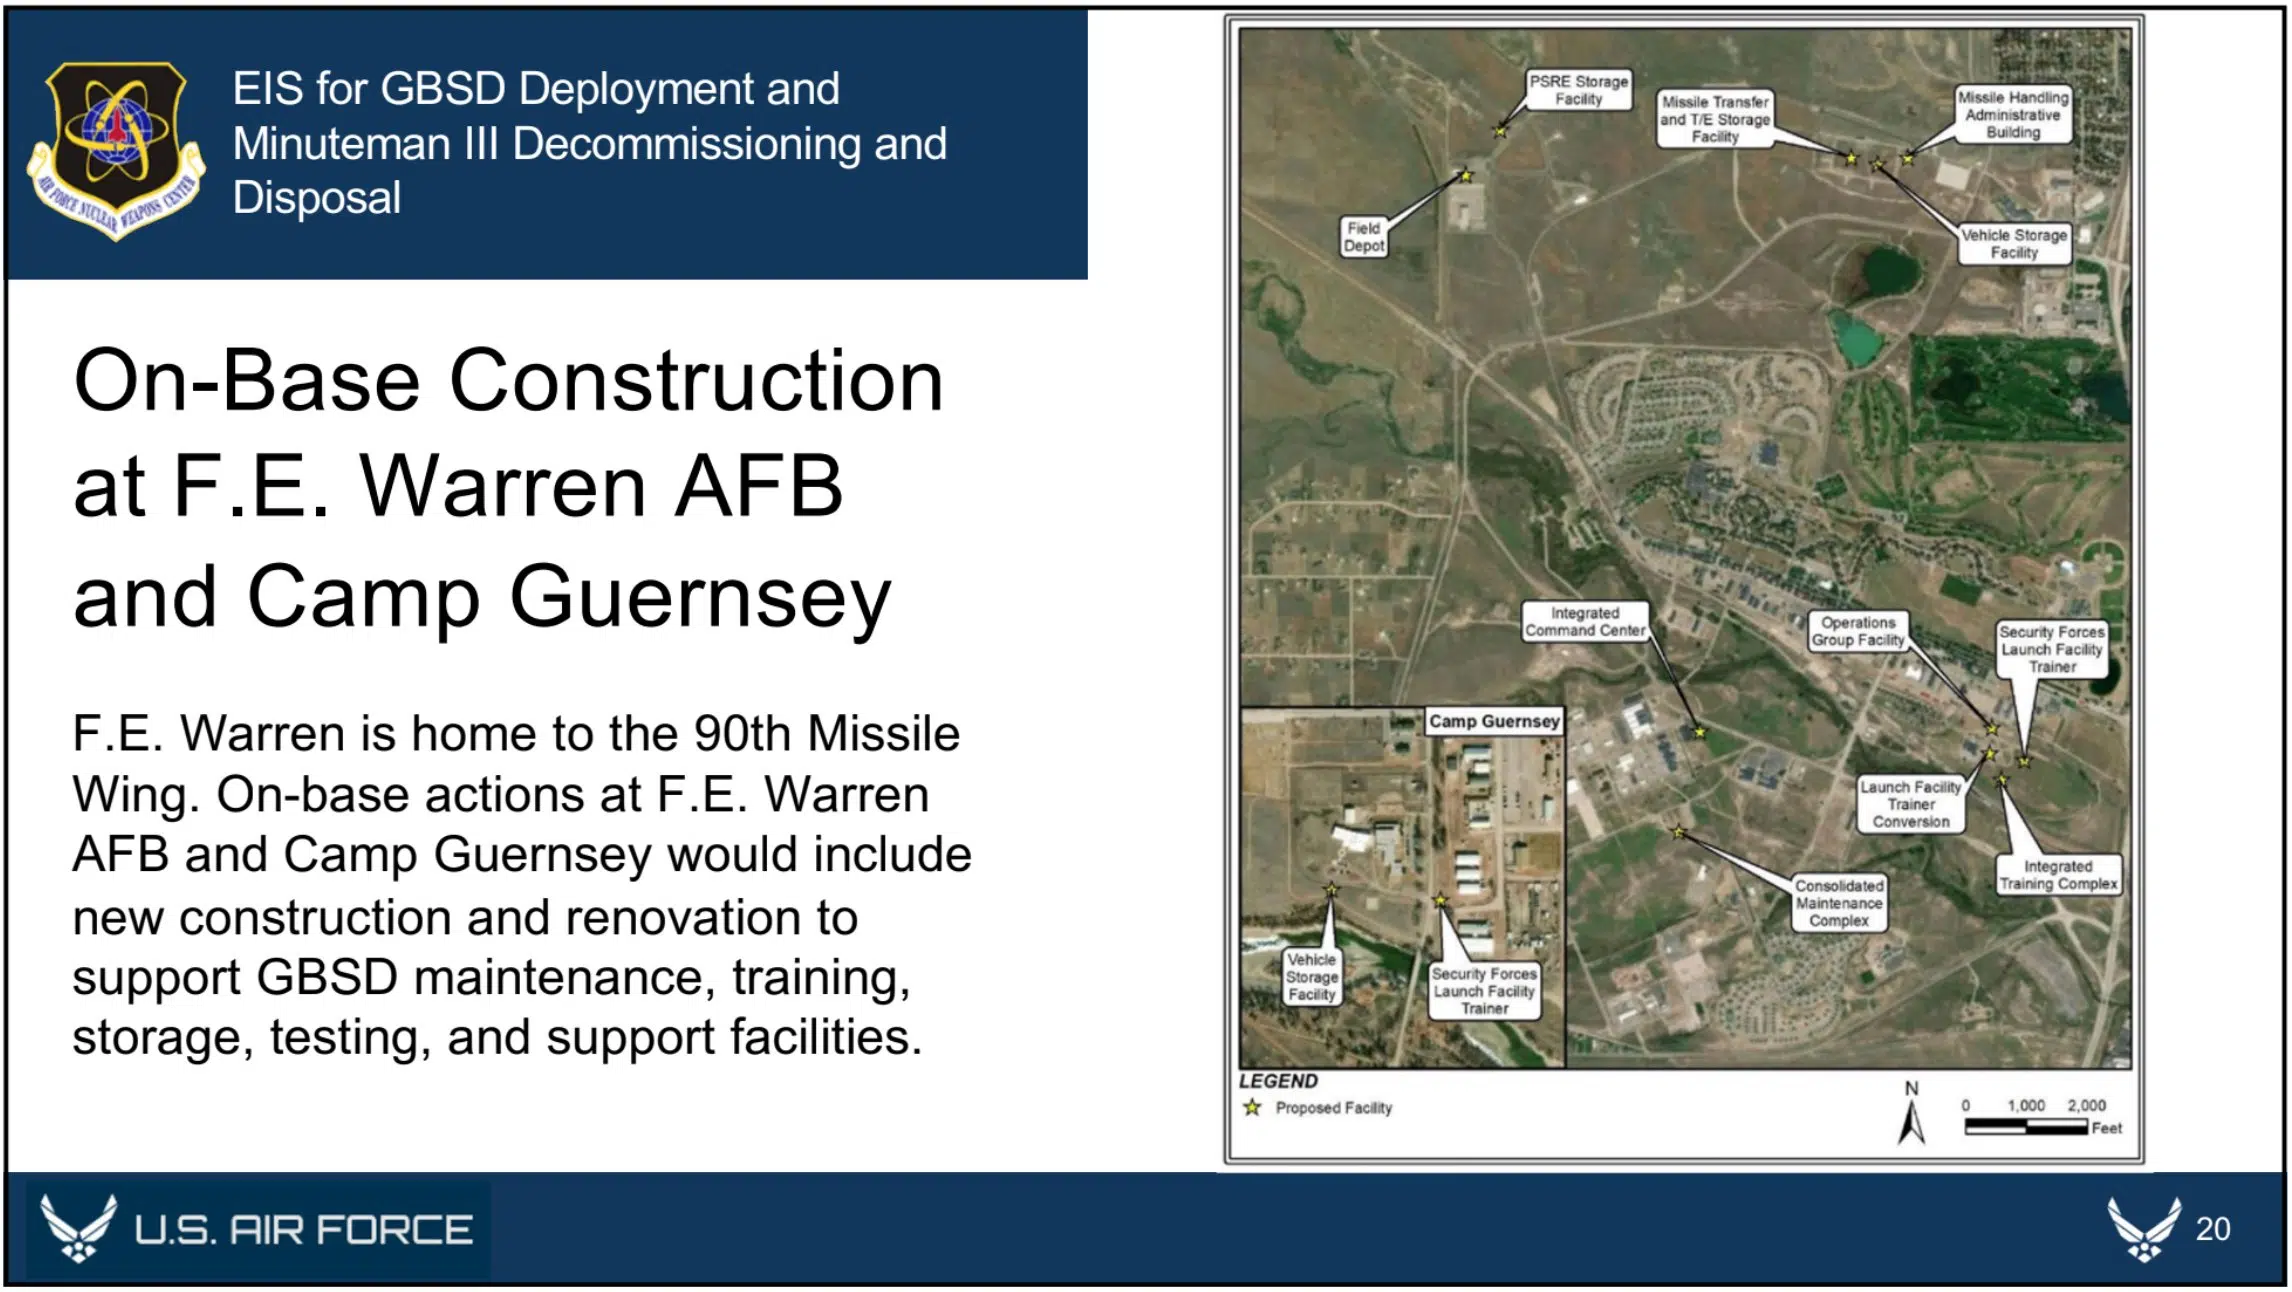 EIS for GBSD Deployment and
Minuteman III Decommissioning and
Disposal
AIR FORCE NUCLEAR WEAPONS CENTER
On-Base Construction
at F.E. Warren AFB
and Camp Guernsey
F.E. Warren is home to the 90th Missile
Wing. On-base actions at F.E. Warren
AFB and Camp Guernsey would include
new construction and renovation to
support GBSD maintenance, training,
storage, testing, and support facilities.
PSRE Storage
Facility
Missile Transfer
and T/E Storage
Facility
Missile Handling
Administrative
Building
Field
Depot
Vehicle Storage
Facility
Integrated
Command Center
Operations
Group Facility
Security Forces
Launch Facility
Trainer
Camp Guernsey
Launch Facility
Trainer
Conversion
Integrated
Training Complex
Consolidated
Maintenance
Complex
Vehicle
Storage
Facility
Security Forces
Launch Facility
Trainer
LEGEND
Proposed Facility
N
0 1,000 2,000
Feet
U.S. AIR FORCE
20